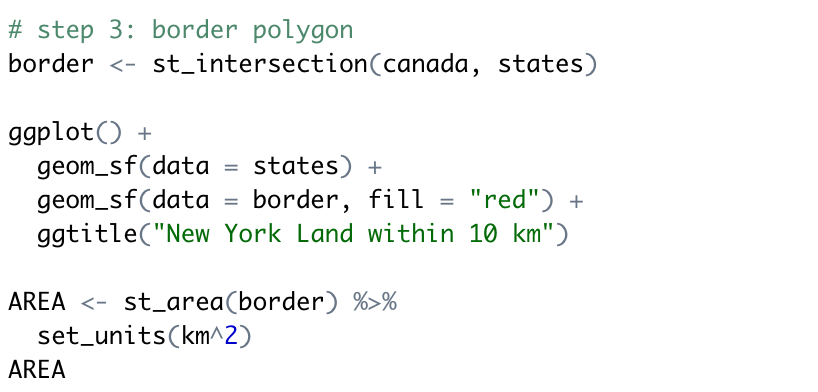 # step 3: border polygon
border <- st_intersection(canada, states)
ggplot() +
  geom_sf(data = states) +
  geom_sf(data = border, fill = "red") +
  ggtitle("New York Land within 10 km")
AREA <- st_area(border) %>%
  set_units(km^2)
AREA